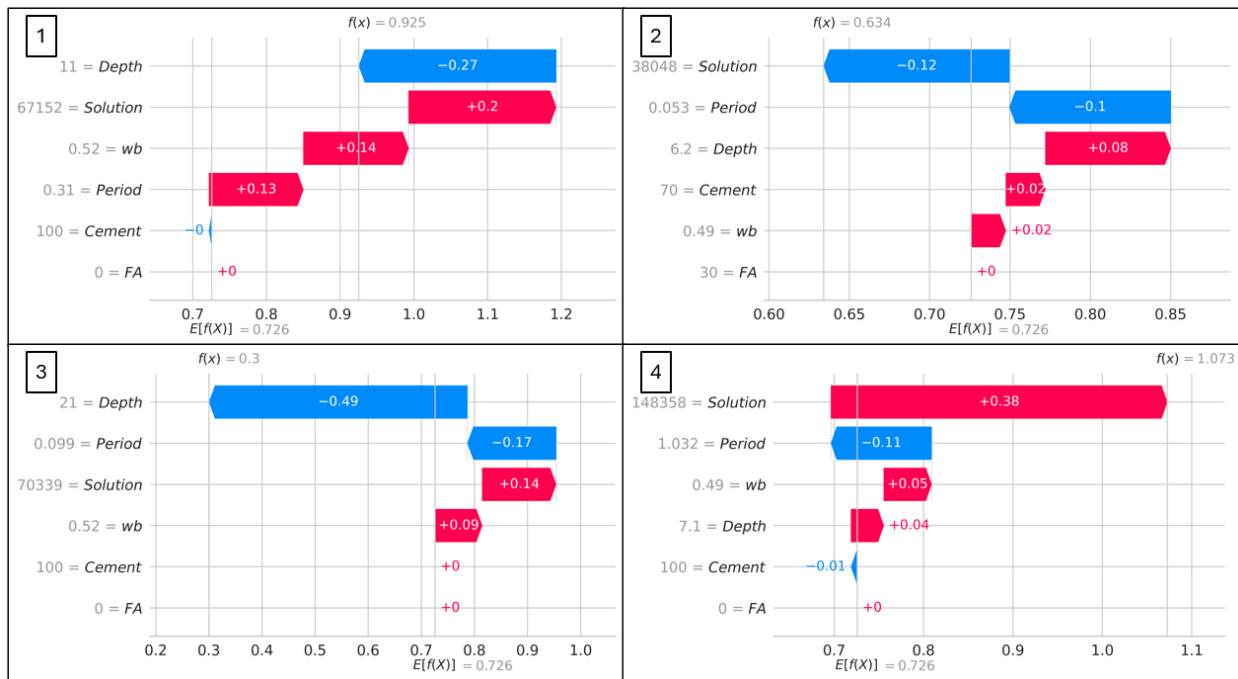 1
f(x) = 0.925
11 = Depth
−0.27
67152 = Solution
+0.2
0.52 = wb
+0.14
0.31 = Period
+0.13
100 = Cement
−0
0 = FA
+0
0.7 0.8 0.9 1.0 1.1 1.2
E[f(X)] = 0.726
2
f(x) = 0.634
38048 = Solution
−0.12
0.053 = Period
−0.1
6.2 = Depth
+0.08
70 = Cement
+0.02
0.49 = wb
+0.02
30 = FA
+0
0.60 0.65 0.70 0.75 0.80 0.85
E[f(X)] = 0.726
3
f(x) = 0.3
21 = Depth
−0.49
0.099 = Period
−0.17
70339 = Solution
+0.14
0.52 = wb
+0.09
100 = Cement
+0
0 = FA
+0
0.2 0.3 0.4 0.5 0.6 0.7 0.8 0.9 1.0
E[f(X)] = 0.726
4
f(x) = 1.073
148358 = Solution
+0.38
1.032 = Period
−0.11
0.49 = wb
+0.05
7.1 = Depth
+0.04
100 = Cement
−0.01
0 = FA
+0
0.7 0.8 0.9 1.0 1.1
E[f(X)] = 0.726